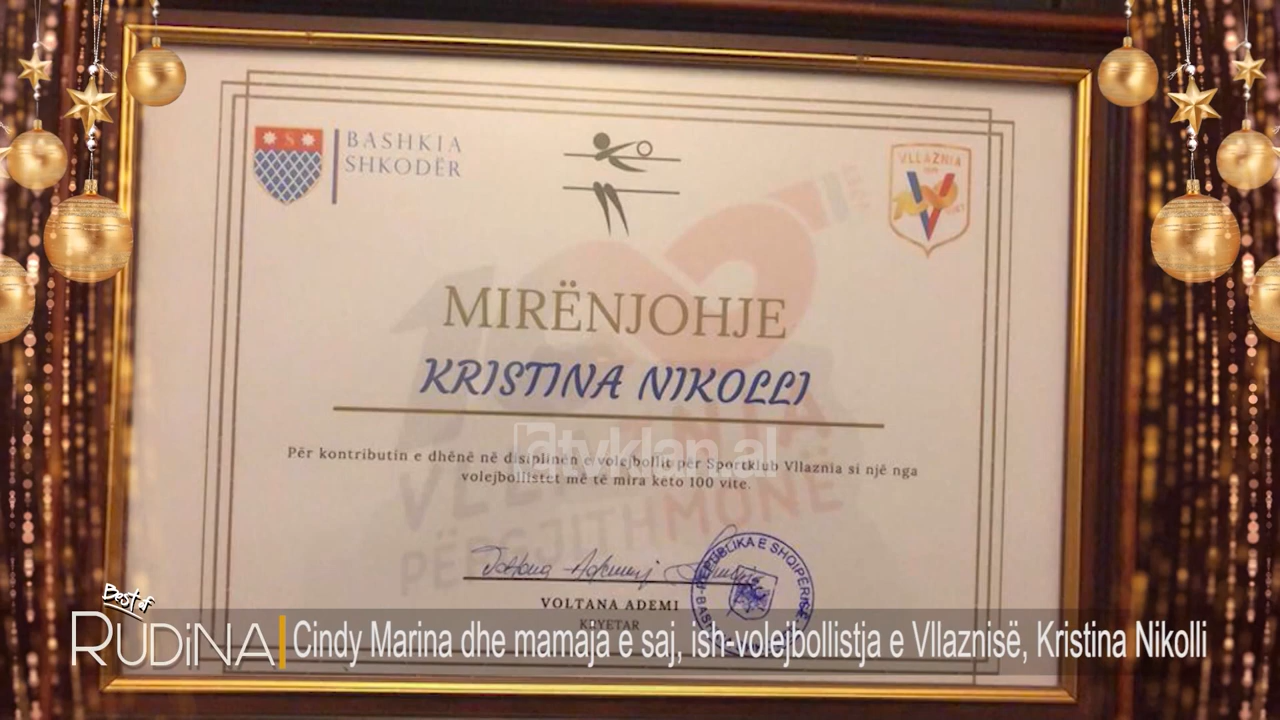 BASHKIA
SHKODËR
VLLAZNIA
MIRËNJOHJE
KRISTINA NIKOLLI
Për kontributin e dhënë në disiplinën e volejbollit për Sportklub Vllaznia si një nga
volejbollistet më të mira këto 100 vite.
tvklan.al
PËRGJITHMONË
REPUBLIKA E SHQIPËRISË
VOLTANA ADEMI
KRYETAR
Best of
RUDiNA
Cindy Marina dhe mamaja e saj, ish-volejbollistja e Vllaznisë, Kristina Nikolli